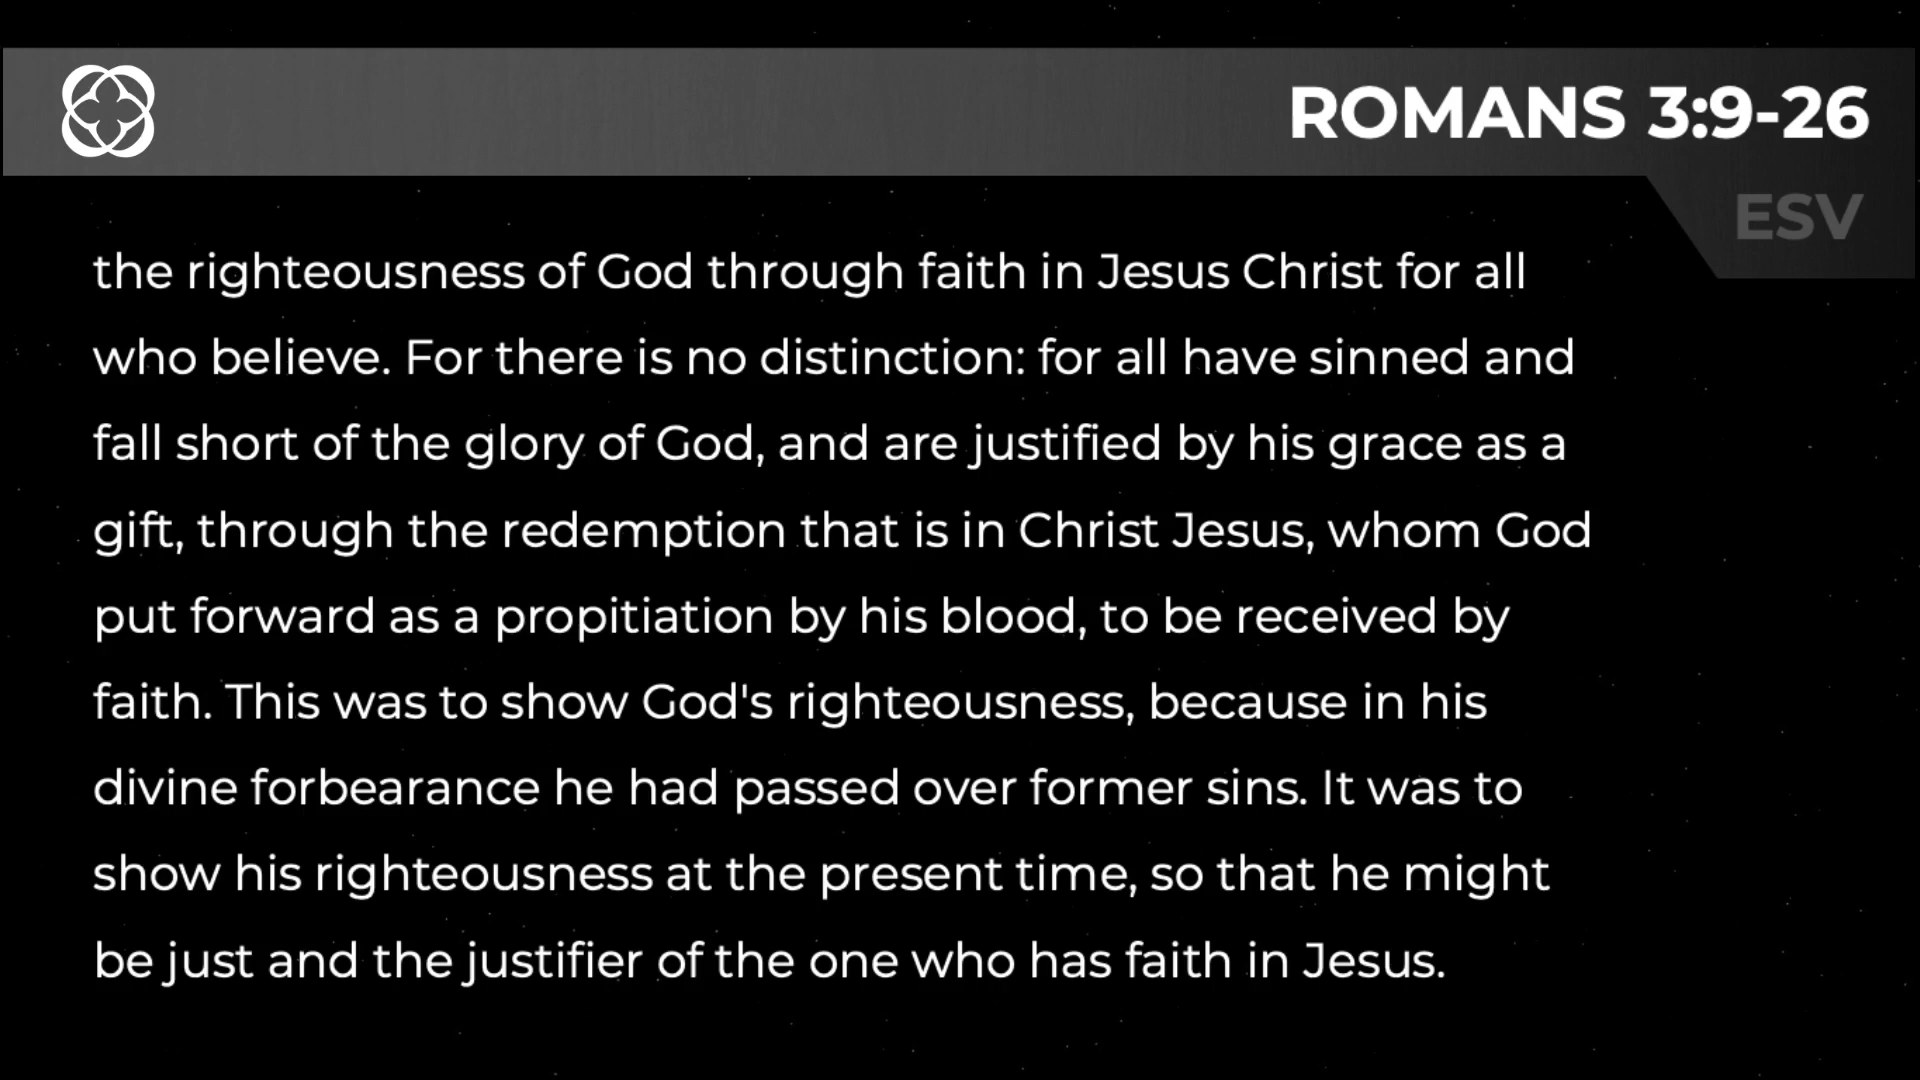 ROMANS 3:9-26
ESV
the righteousness of God through faith in Jesus Christ for all
who believe. For there is no distinction: for all have sinned and
fall short of the glory of God, and are justified by his grace as a
gift, through the redemption that is in Christ Jesus, whom God
put forward as a propitiation by his blood, to be received by
faith. This was to show God's righteousness, because in his
divine forbearance he had passed over former sins. It was to
show his righteousness at the present time, so that he might
be just and the justifier of the one who has faith in Jesus.